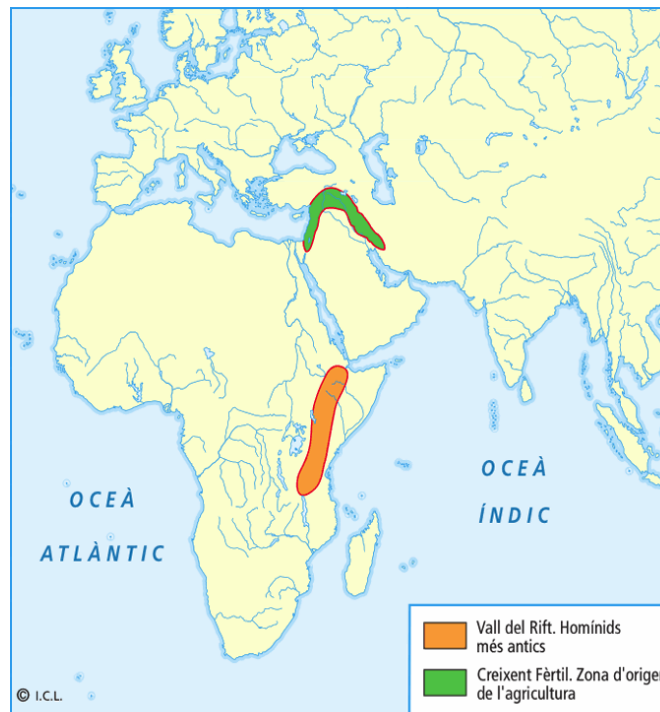 OCEÀ
ATLÀNTIC
OCEÀ
ÍNDIC
Vall del Rift. Homínids
més antics
Creixent Fèrtil. Zona d'origen
de l'agricultura
© I.C.L.